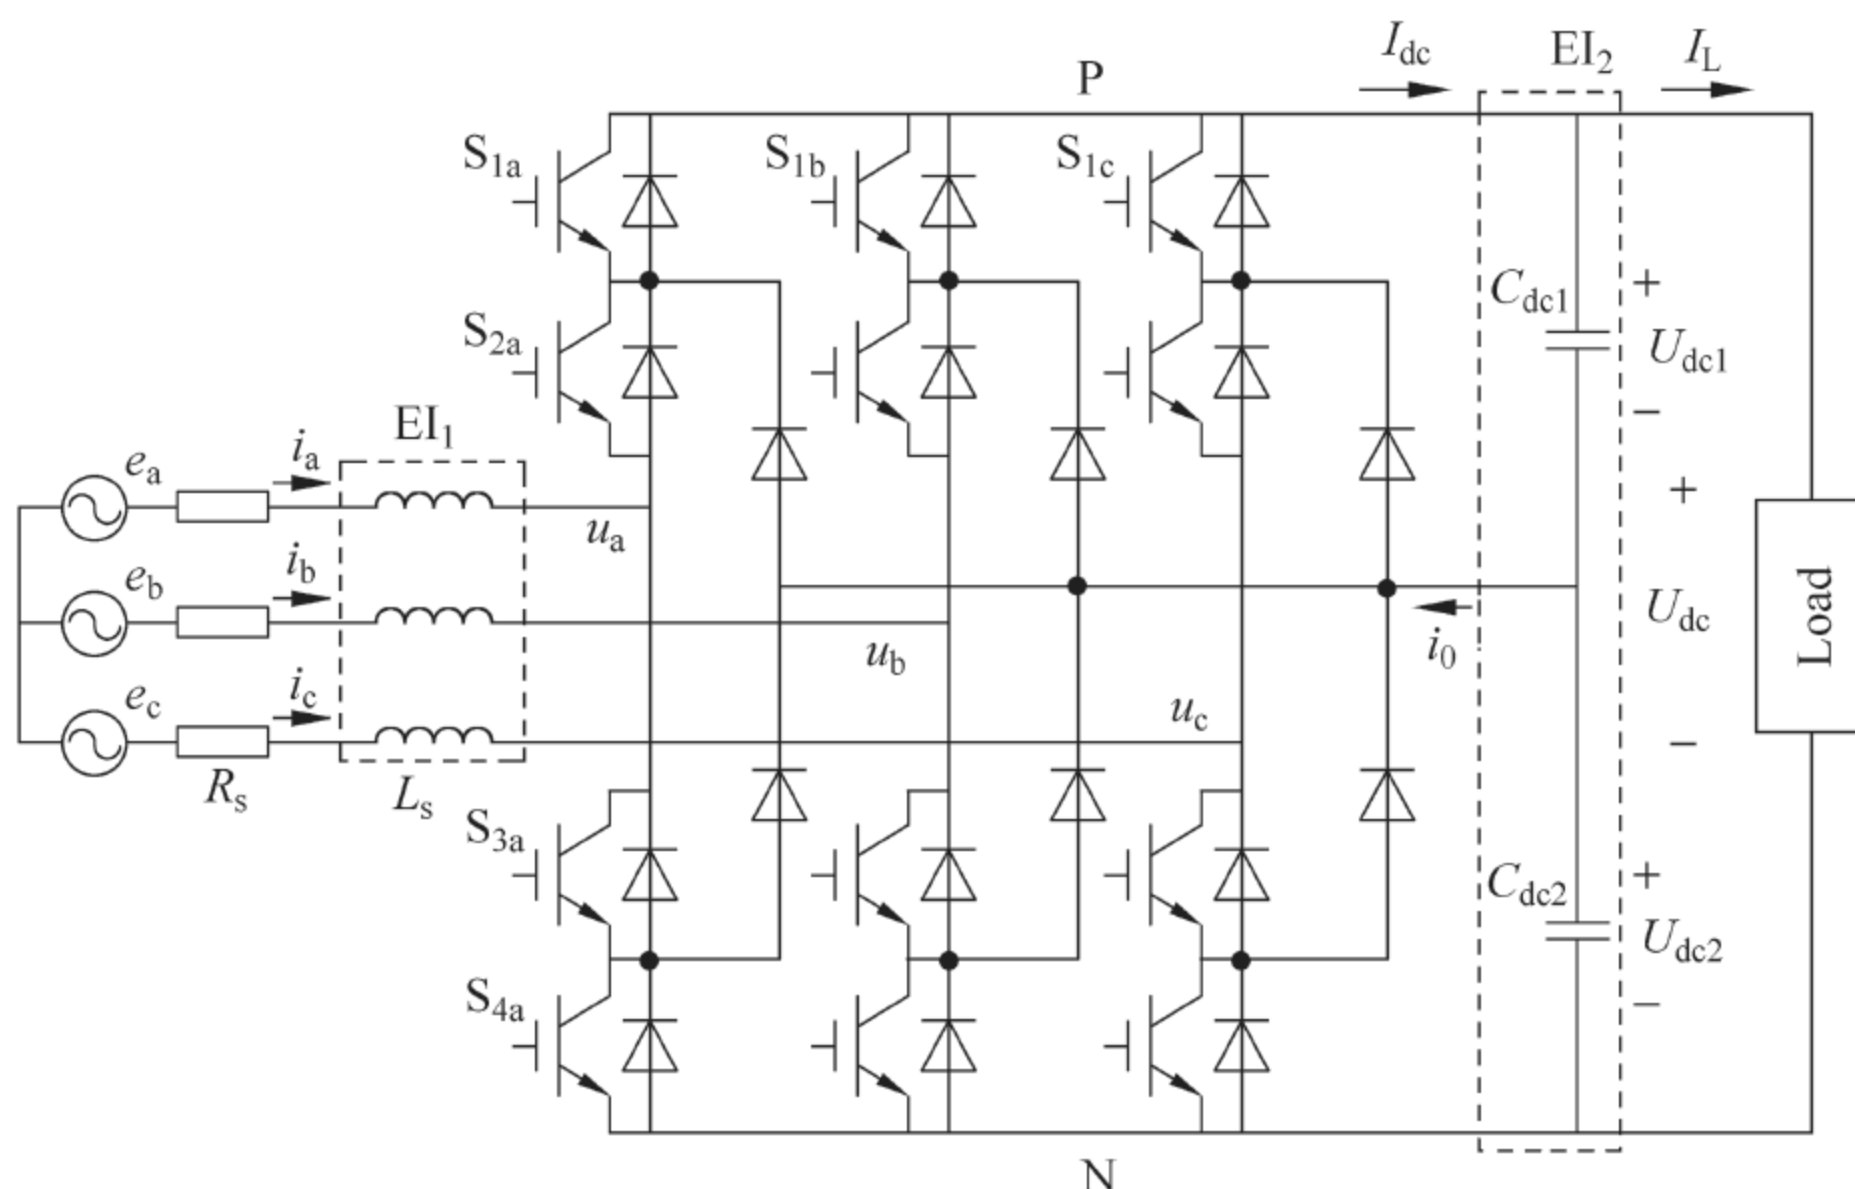 P
I_dc
EI_2
I_L
S_1a
S_1b
S_1c
C_dc1
+
U_dc1
−
S_2a
EI_1
e_a
i_a
u_a
+
e_b
i_b
u_b
i_0
U_dc
Load
e_c
i_c
u_c
−
R_s
L_s
S_3a
C_dc2
+
U_dc2
−
S_4a
N